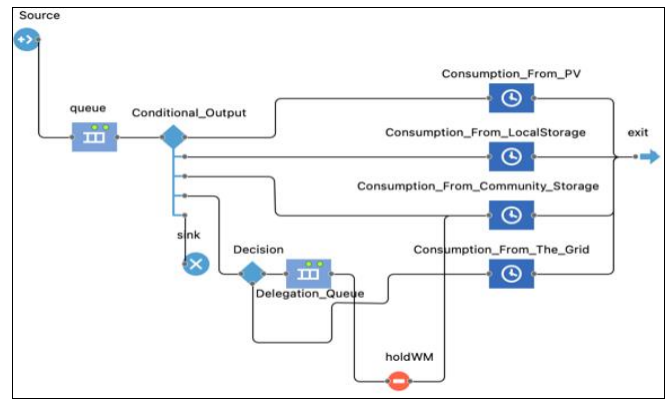 Source
queue
Conditional_Output
Consumption_From_PV
Consumption_From_LocalStorage
exit
Consumption_From_Community_Storage
sink
Decision
Consumption_From_The_Grid
Delegation_Queue
holdWM